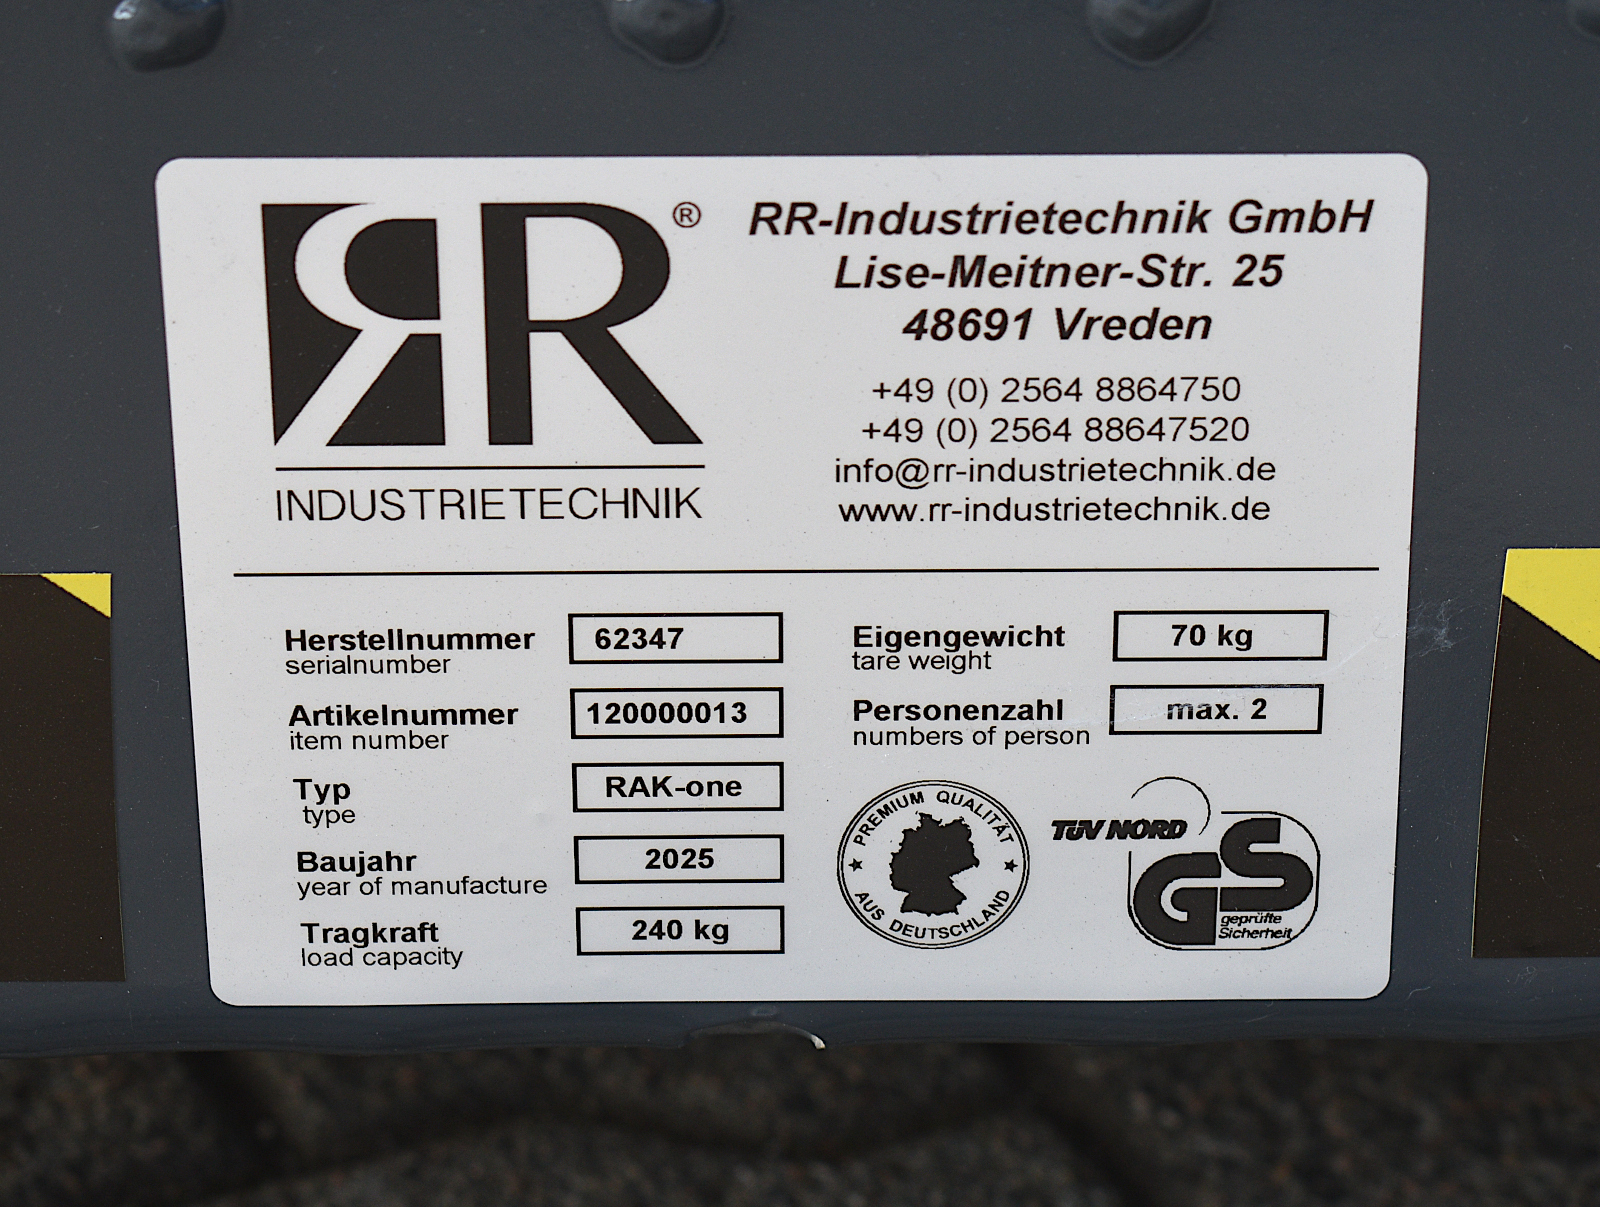 RR®
INDUSTRIETECHNIK
RR-Industrietechnik GmbH
Lise-Meitner-Str. 25
48691 Vreden
+49 (0) 2564 8864750
+49 (0) 2564 88647520
info@rr-industrietechnik.de
www.rr-industrietechnik.de
Herstellnummer 62347
serialnumber
Artikelnummer 120000013
item number
Typ RAK-one
type
Baujahr 2025
year of manufacture
Tragkraft 240 kg
load capacity
Eigengewicht 70 kg
tare weight
Personenzahl max. 2
numbers of person
PREMIUM QUALITÄT
AUS DEUTSCHLAND
TÜV NORD
GS
geprüfte
Sicherheit